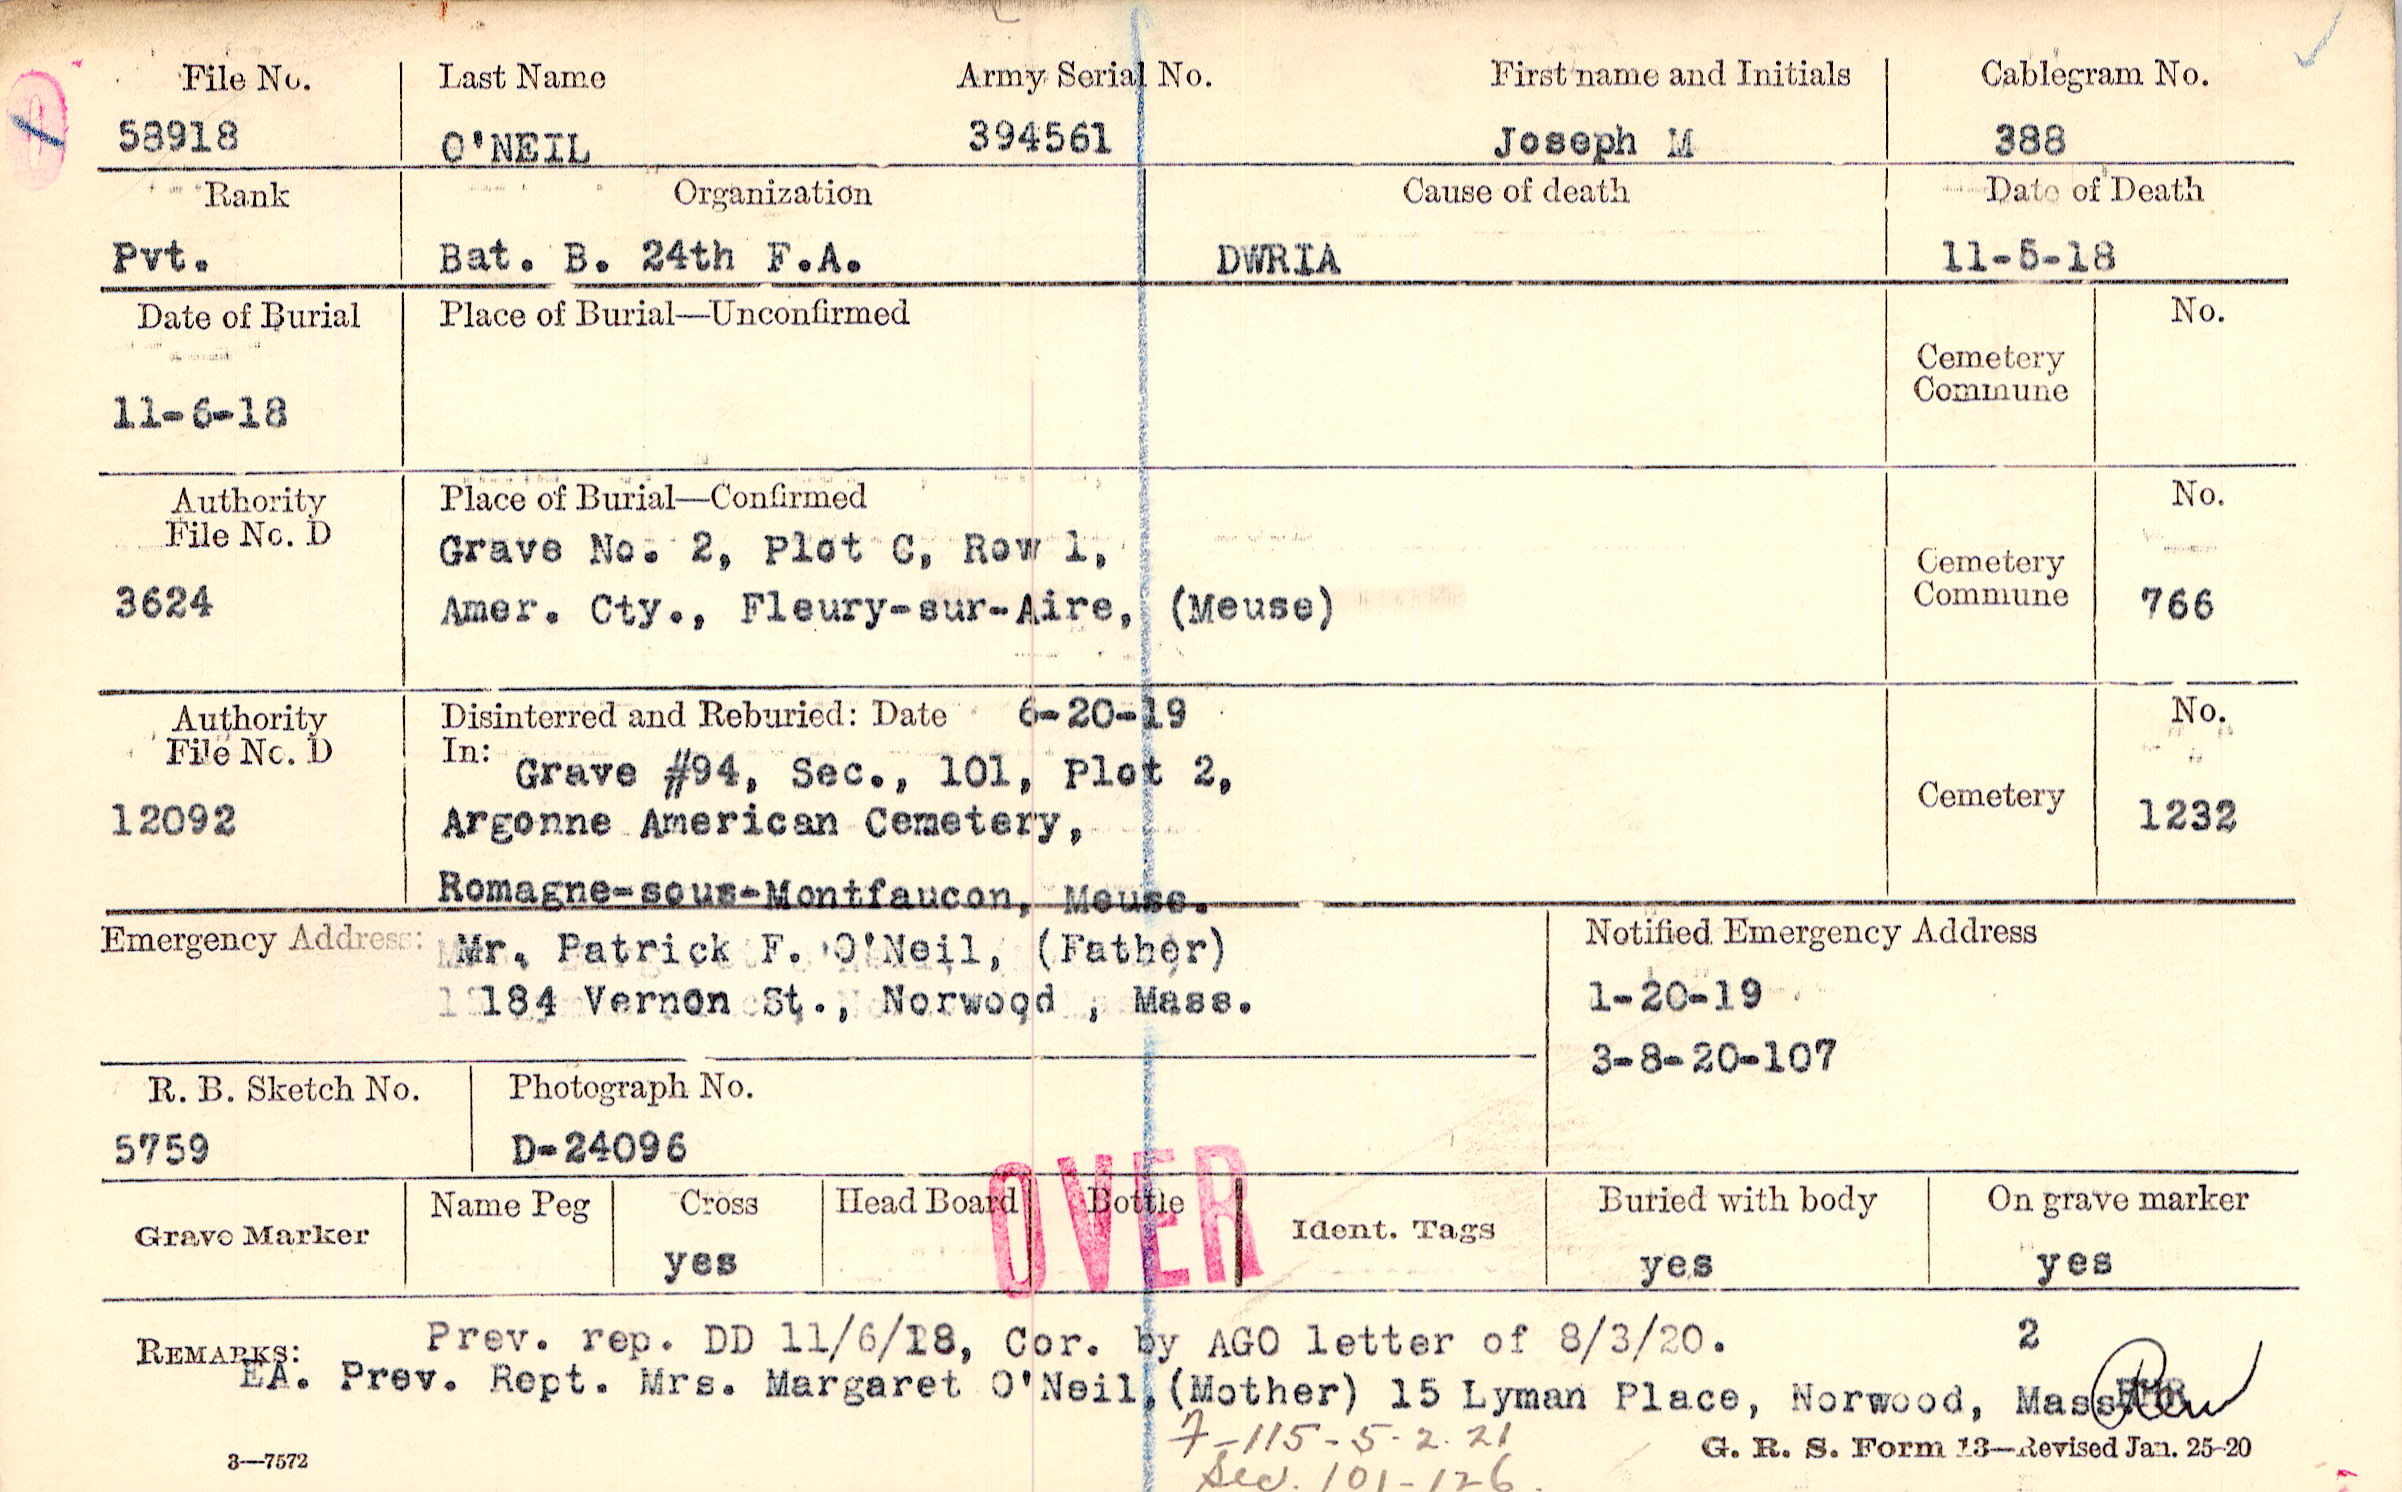 File No. Last Name Army Serial No. First name and Initials Cablegram No.
58918 O'NEIL 394561 Joseph M 388
Rank Organization Cause of death Date of Death
Pvt. Bat. B. 24th F.A. DWRIA 11-5-18
Date of Burial Place of Burial—Unconfirmed No.
Cemetery
Commune
11-6-18
Authority Place of Burial—Confirmed No.
File No. D
Grave No. 2, Plot C, Row 1,
Cemetery
Commune
3624 Amer. Cty., Fleury-sur-Aire, (Meuse) 766
Authority Disinterred and Reburied: Date 6-20-19 No.
File No. D In:
Grave #94, Sec., 101, Plot 2,
12092 Argonne American Cemetery, Cemetery 1232
Romagne-sous-Montfaucon, Meuse.
Emergency Address: Mr. Patrick F. O'Neil, (Father) Notified Emergency Address
184 Vernon St., Norwood , Mass. 1-20-19
3-8-20-107
R. B. Sketch No. Photograph No.
5759 D-24096
OVER
Grave Marker Name Peg Cross Head Board Bottle Ident. Tags Buried with body On grave marker
yes yes yes
REMARKS: Prev. rep. DD 11/6/18, Cor. by AGO letter of 8/3/20. 2
EA. Prev. Rept. Mrs. Margaret O'Neil,(Mother) 15 Lyman Place, Norwood, Mass.
7-115-5-2.21
Sec. 101-126.
3—7572 G. R. S. Form 13—Revised Jan. 25-20